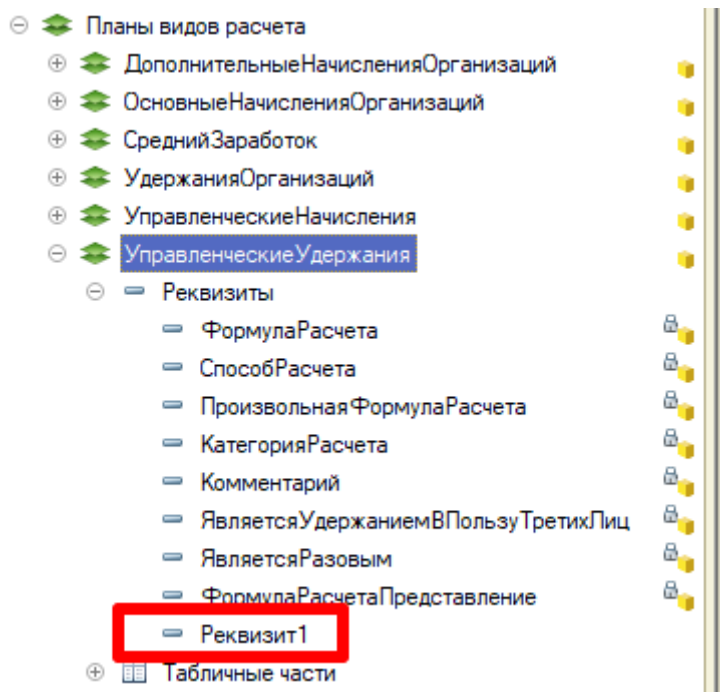 Планы видов расчета
ДополнительныеНачисленияОрганизаций
ОсновныеНачисленияОрганизаций
СреднийЗаработок
УдержанияОрганизаций
УправленческиеНачисления
УправленческиеУдержания
Реквизиты
ФормулаРасчета
СпособРасчета
ПроизвольнаяФормулаРасчета
КатегорияРасчета
Комментарий
ЯвляетсяУдержаниемВПользуТретихЛиц
ЯвляетсяРазовым
ФормулаРасчетаПредставление
Реквизит1
Табличные части